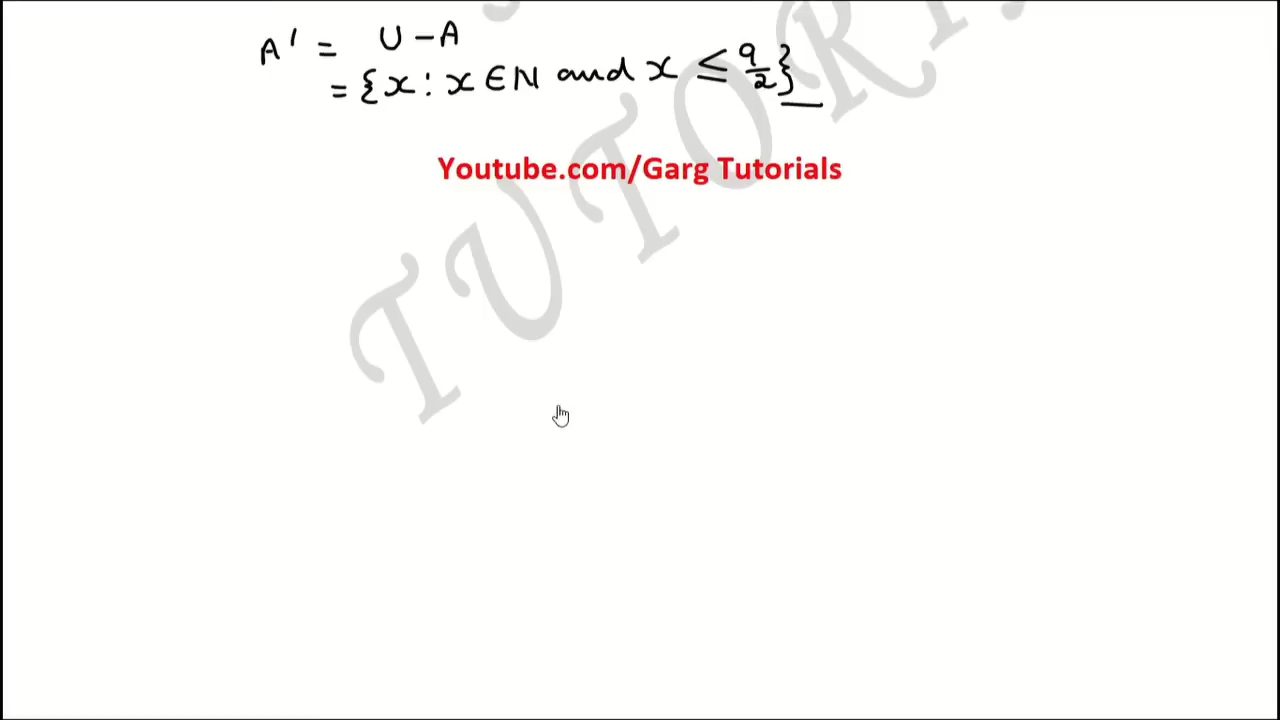 A' = U - A
= {x : x ∈ N and x ≤ 9/2}
Youtube.com/Garg Tutorials
TUTORI